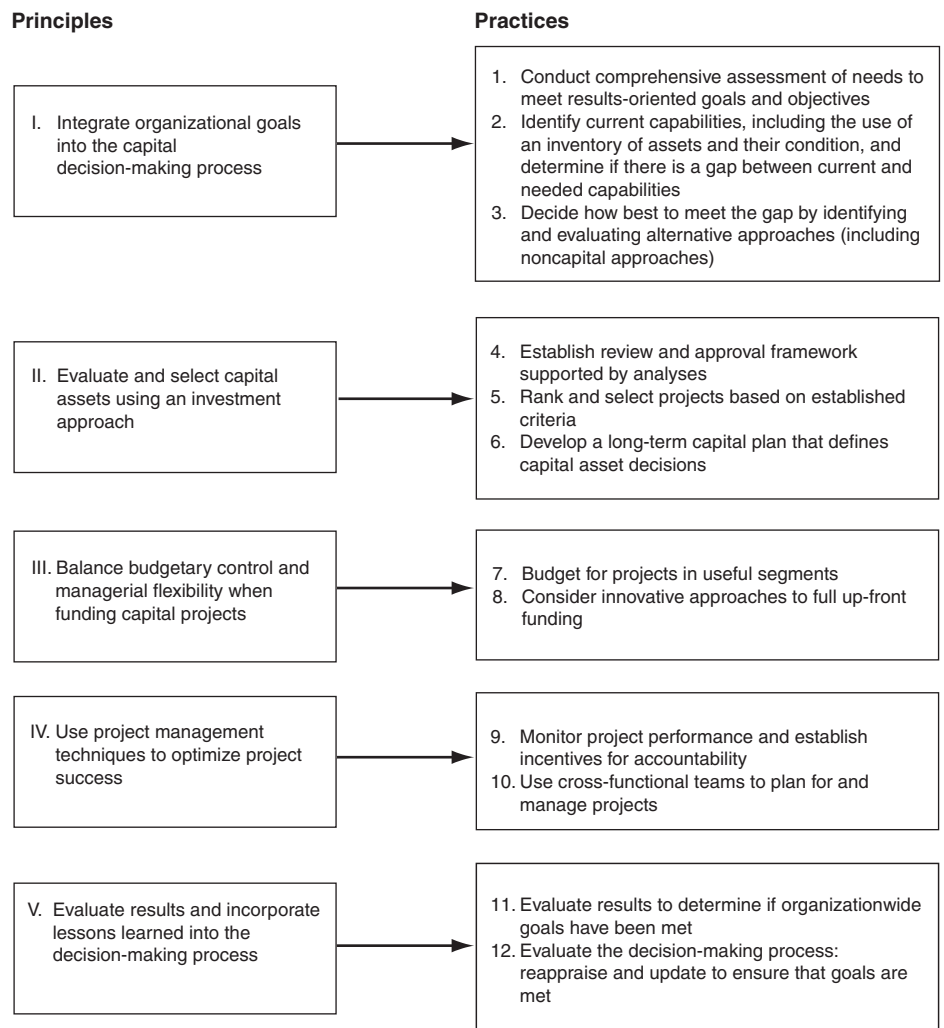 Principles
Practices
I. Integrate organizational goals
into the capital
decision-making process
1. Conduct comprehensive assessment of needs to
meet results-oriented goals and objectives
2. Identify current capabilities, including the use of
an inventory of assets and their condition, and
determine if there is a gap between current and
needed capabilities
3. Decide how best to meet the gap by identifying
and evaluating alternative approaches (including
noncapital approaches)
II. Evaluate and select capital
assets using an investment
approach
4. Establish review and approval framework
supported by analyses
5. Rank and select projects based on established
criteria
6. Develop a long-term capital plan that defines
capital asset decisions
III. Balance budgetary control and
managerial flexibility when
funding capital projects
7. Budget for projects in useful segments
8. Consider innovative approaches to full up-front
funding
IV. Use project management
techniques to optimize project
success
9. Monitor project performance and establish
incentives for accountability
10. Use cross-functional teams to plan for and
manage projects
V. Evaluate results and incorporate
lessons learned into the
decision-making process
11. Evaluate results to determine if organizationwide
goals have been met
12. Evaluate the decision-making process:
reappraise and update to ensure that goals are
met